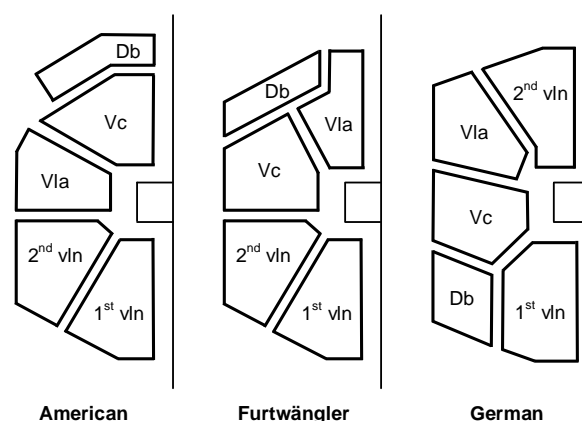 Db
Vc
Vla
2nd vln
1st vln
American
Db
Vla
Vc
2nd vln
1st vln
Furtwängler
2nd vln
Vla
Vc
Db
1st vln
German